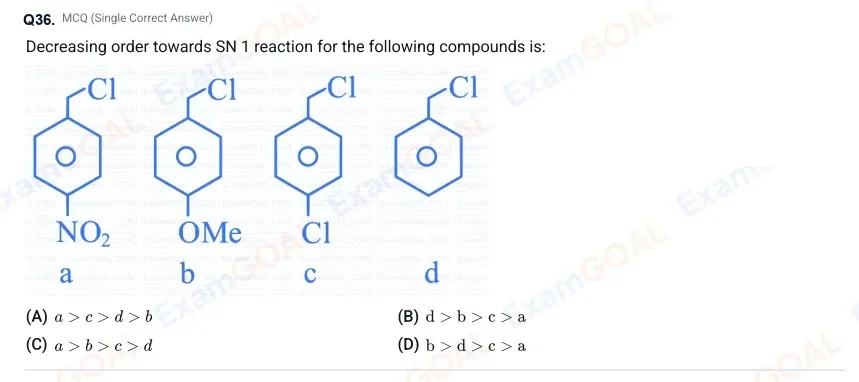 Q36. MCQ (Single Correct Answer)
Decreasing order towards SN 1 reaction for the following compounds is:
Cl Cl Cl Cl
NO₂ OMe Cl
a b c d
(A) a > c > d > b (B) d > b > c > a
(C) a > b > c > d (D) b > d > c > a
ExamGOAL